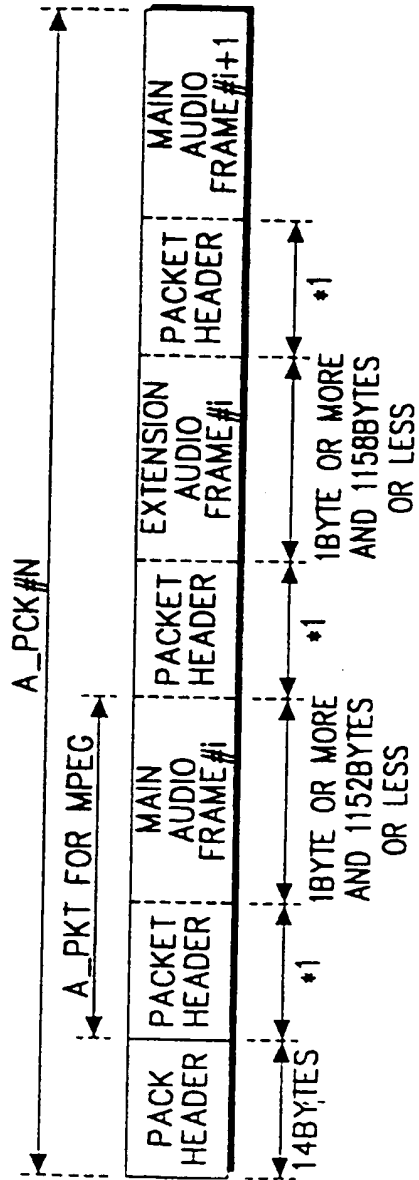 A_PCK#N
A_PKT FOR MPEG
PACK
HEADER
PACKET
HEADER
MAIN
AUDIO
FRAME#i
PACKET
HEADER
EXTENSION
AUDIO
FRAME#i
PACKET
HEADER
MAIN
AUDIO
FRAME#i+1
14BYTES
*1
1BYTE OR MORE
AND 1152BYTES
OR LESS
*1
1BYTE OR MORE
AND 1158BYTES
OR LESS
*1